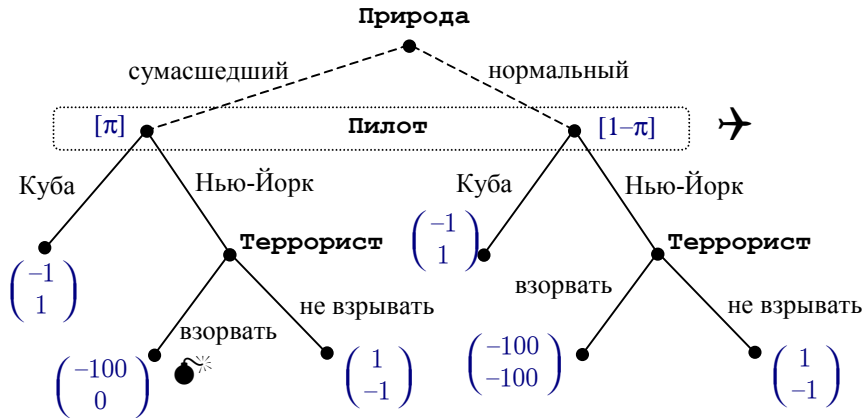 Природа
сумасшедший
нормальный
[π]
Пилот
[1–π]
Куба
Нью-Йорк
Куба
Нью-Йорк
Террорист
Террорист
–1
1
–1
1
взорвать
не взрывать
взорвать
не взрывать
–100
0
1
–1
–100
–100
1
–1